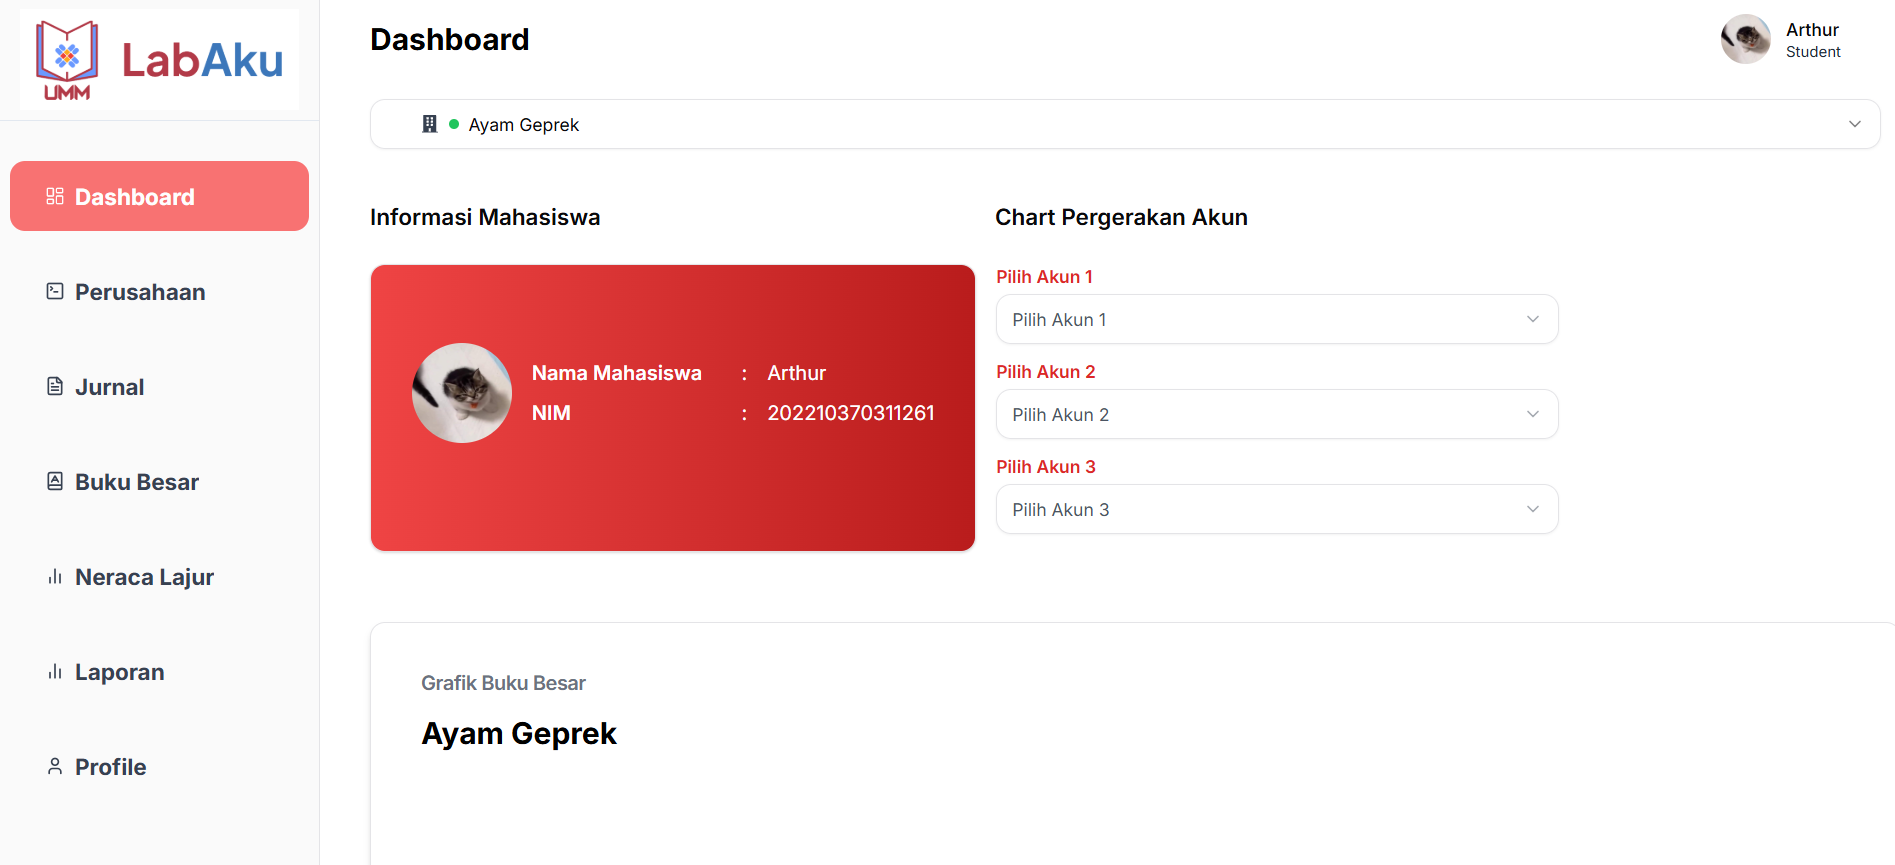 UMM
LabAku
Dashboard
Perusahaan
Jurnal
Buku Besar
Neraca Lajur
Laporan
Profile
Dashboard
Arthur
Student
Ayam Geprek
Informasi Mahasiswa
Nama Mahasiswa : Arthur
NIM : 202210370311261
Chart Pergerakan Akun
Pilih Akun 1
Pilih Akun 1
Pilih Akun 2
Pilih Akun 2
Pilih Akun 3
Pilih Akun 3
Grafik Buku Besar
Ayam Geprek